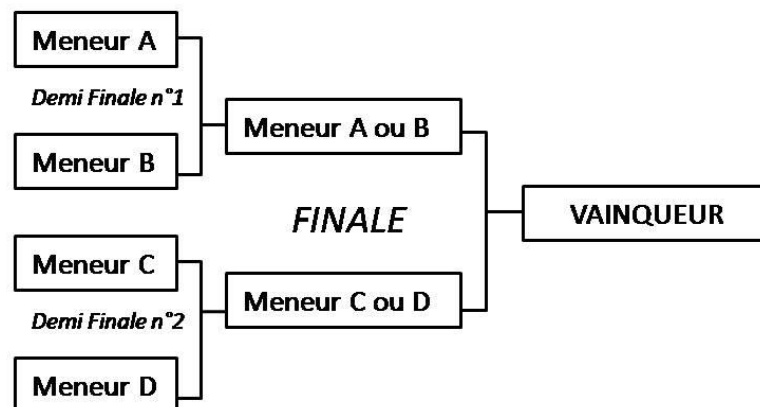 Meneur A
Demi Finale n°1
Meneur B
Meneur A ou B
FINALE
VAINQUEUR
Meneur C
Demi Finale n°2
Meneur D
Meneur C ou D